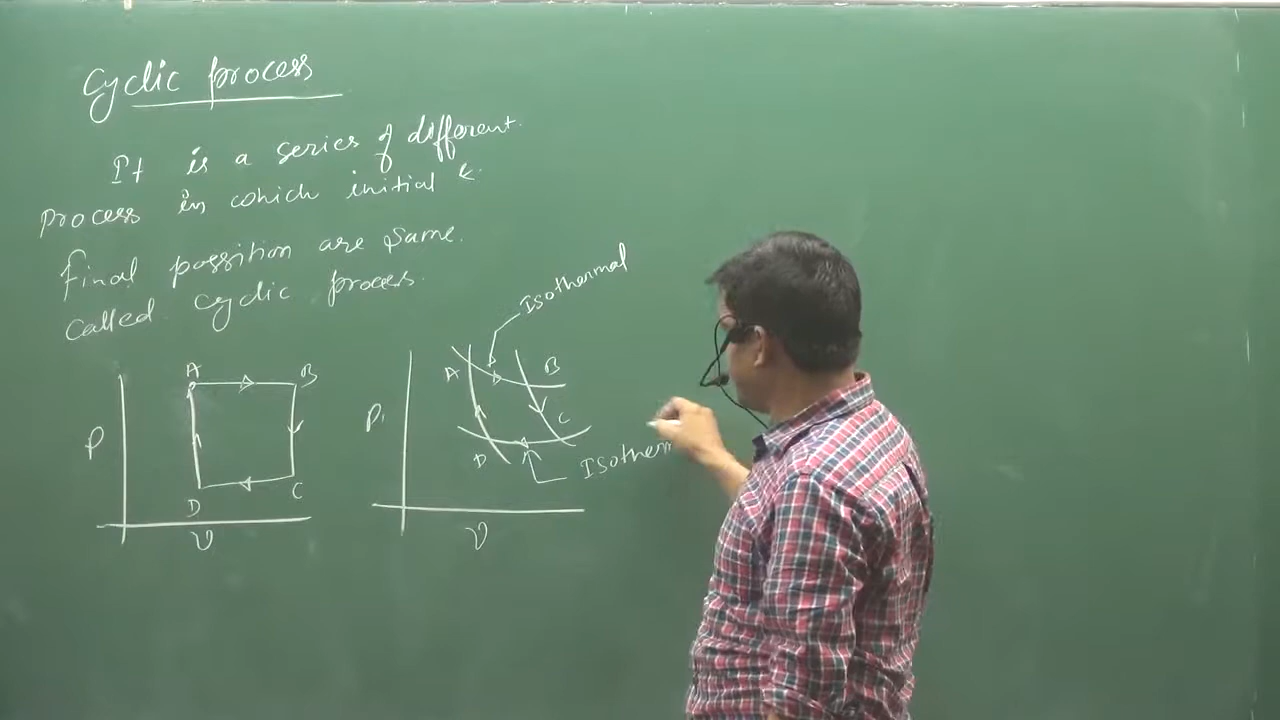 Cyclic process
It is a series of different
process in which initial &
final possition are same.
called cyclic process.
A
B
P
D
C
V
Isothermal
A
B
P
C
D
Isotherm
V